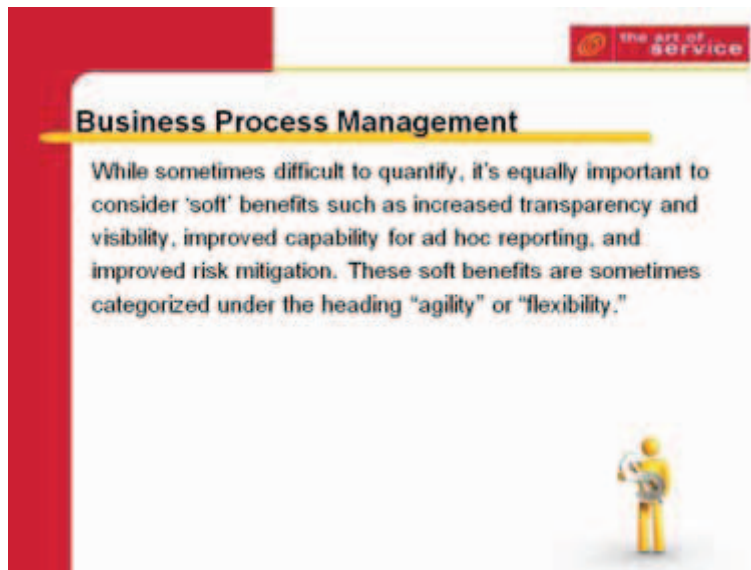 the art of
service
Business Process Management
While sometimes difficult to quantify, it's equally important to
consider 'soft' benefits such as increased transparency and
visibility, improved capability for ad hoc reporting, and
improved risk mitigation. These soft benefits are sometimes
categorized under the heading “agility” or “flexibility.”